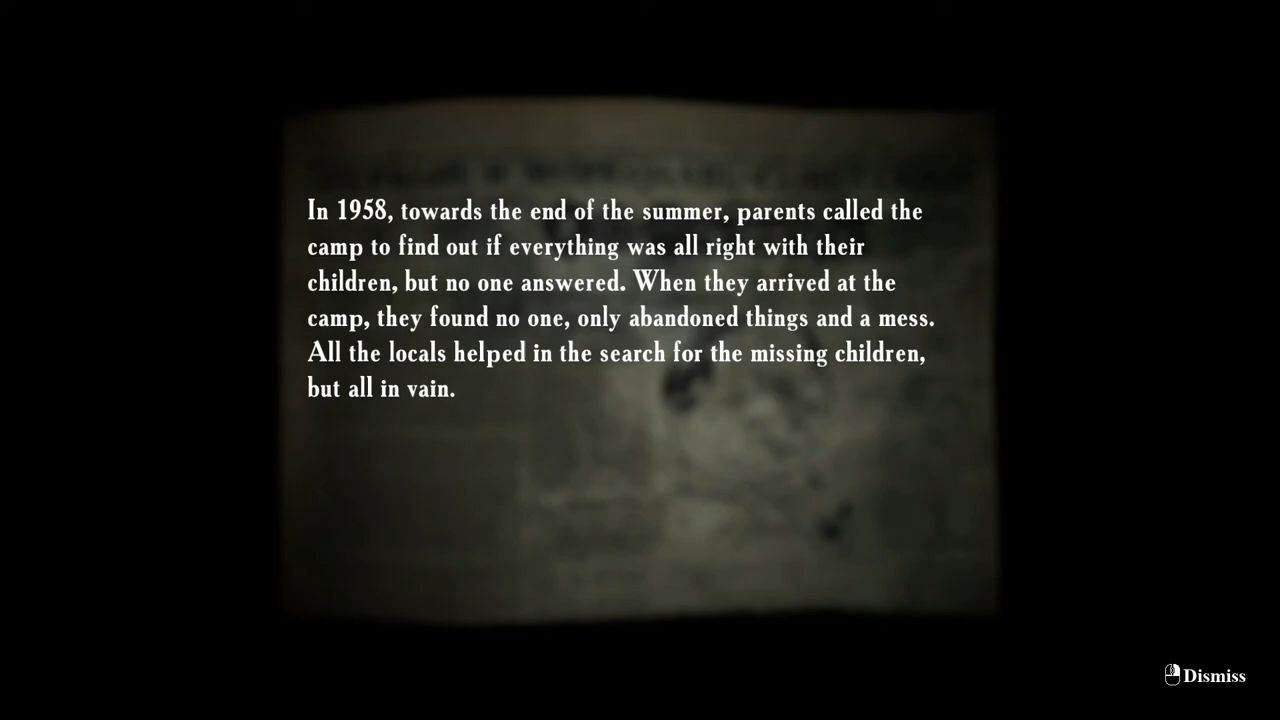 In 1958, towards the end of the summer, parents called the
camp to find out if everything was all right with their
children, but no one answered. When they arrived at the
camp, they found no one, only abandoned things and a mess.
All the locals helped in the search for the missing children,
but all in vain.
Dismiss